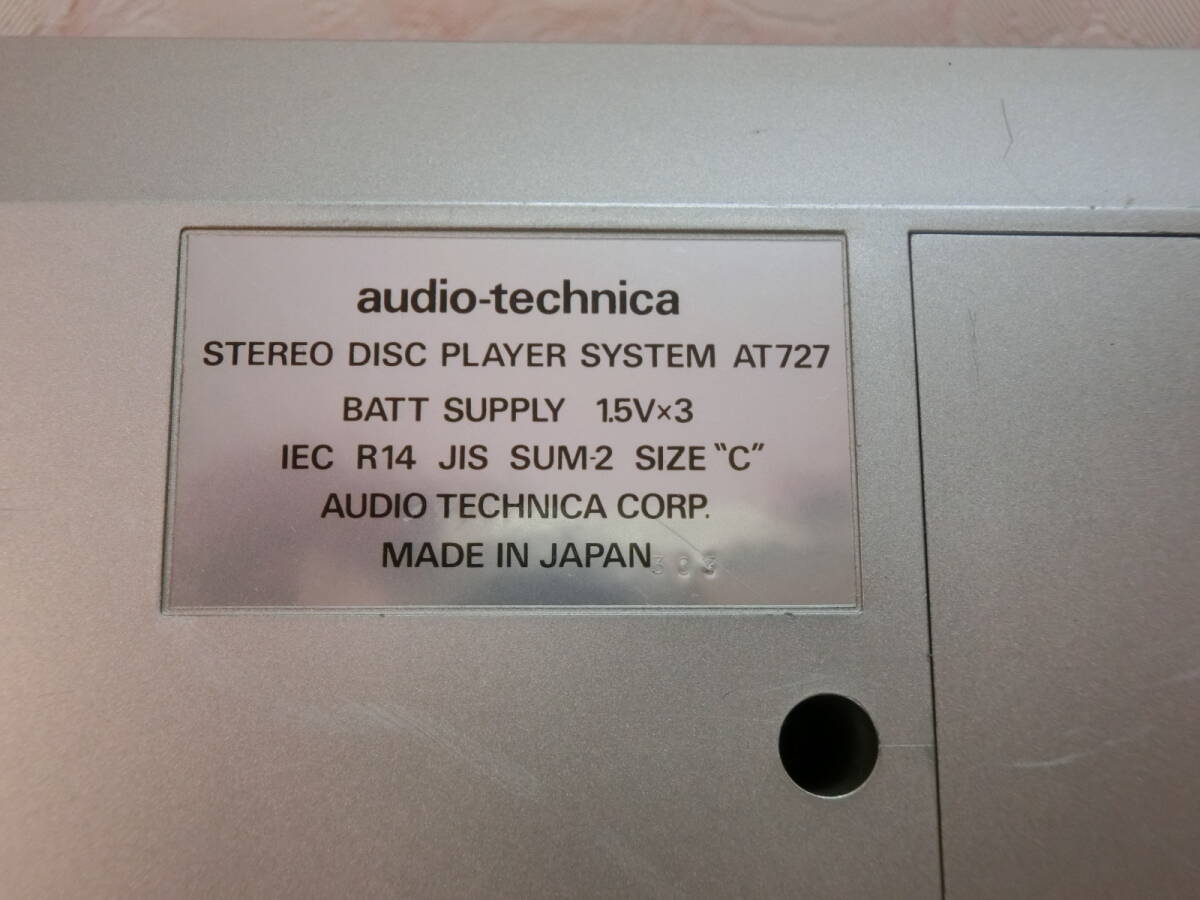 audio-technica
STEREO DISC PLAYER SYSTEM AT727
BATT SUPPLY 1.5V×3
IEC R14 JIS SUM-2 SIZE "C"
AUDIO TECHNICA CORP.
MADE IN JAPAN 303